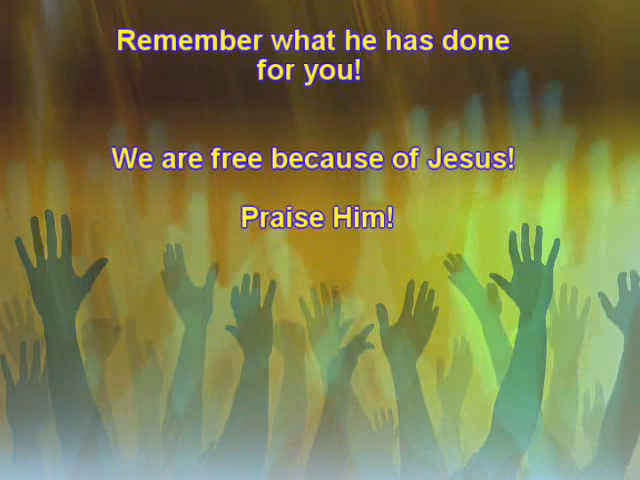 Remember what he has done
for you!
We are free because of Jesus!
Praise Him!